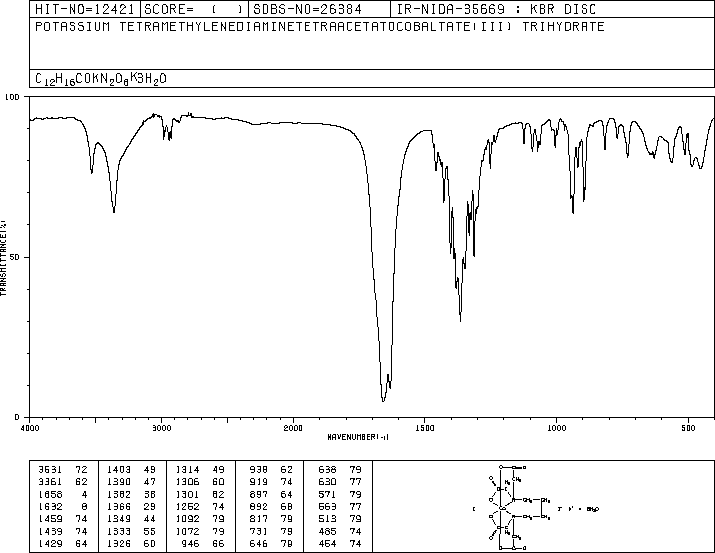 HIT-NO=12421 SCORE= ( ) SDBS-NO=26384 IR-NIDA-35669 : KBR DISC
POTASSIUM TETRAMETHYLENEDIAMINETETRAACETATOCOBALTATE(III) TRIHYDRATE
C12H16COKN2O8K3H2O
100
50
0
TRANSMITTANCE(%)
4000 3000 2000 1500 1000 500
WAVENUMBER(-1)
3531 72 1403 49 1314 49 938 62 638 79
3361 62 1390 47 1306 60 919 74 630 77
1658 4 1382 38 1301 82 897 64 571 79
1632 8 1366 29 1252 74 892 68 563 77
1459 74 1349 44 1092 79 817 79 513 79
1439 74 1333 55 1072 79 731 79 485 74
1429 64 1326 60 946 66 646 79 454 74